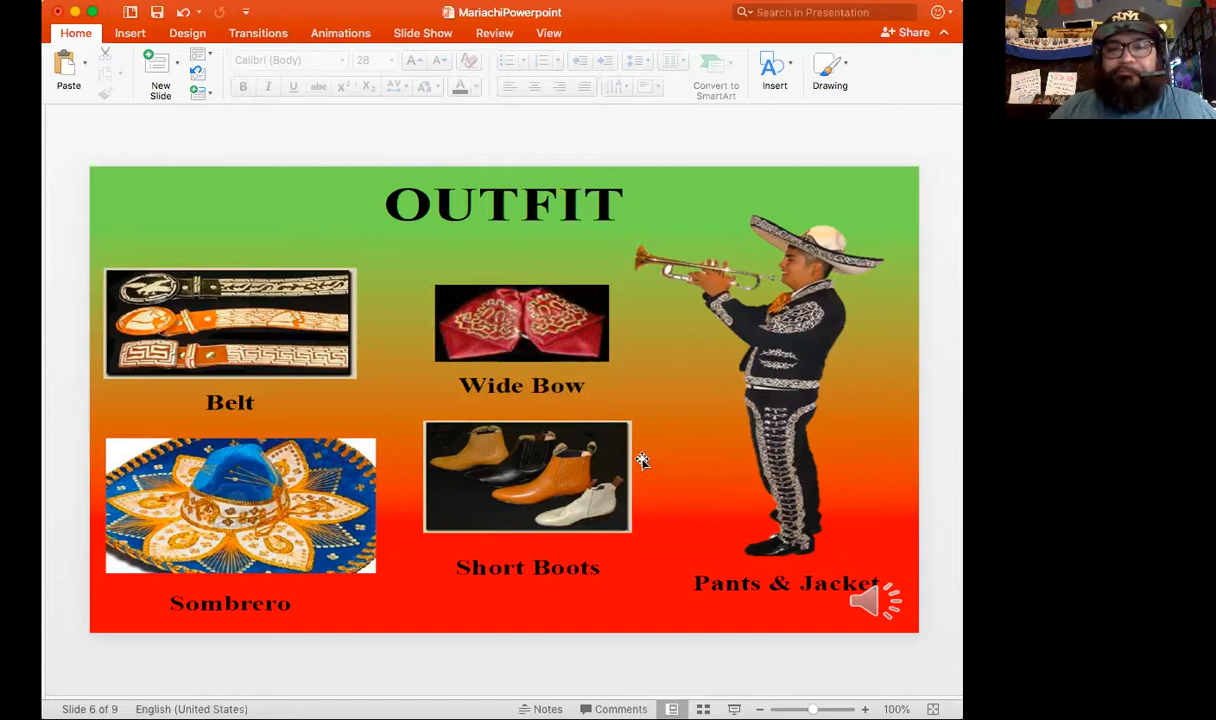 MariachiPowerpoint
Search in Presentation
Home Insert Design Transitions Animations Slide Show Review View
Share
Calibri (Body) 28
Paste
New
Slide
Convert to
SmartArt
Insert
Drawing
OUTFIT
Belt
Wide Bow
Sombrero
Short Boots
Pants & Jacket
Slide 6 of 9 English (United States) Notes Comments 100%